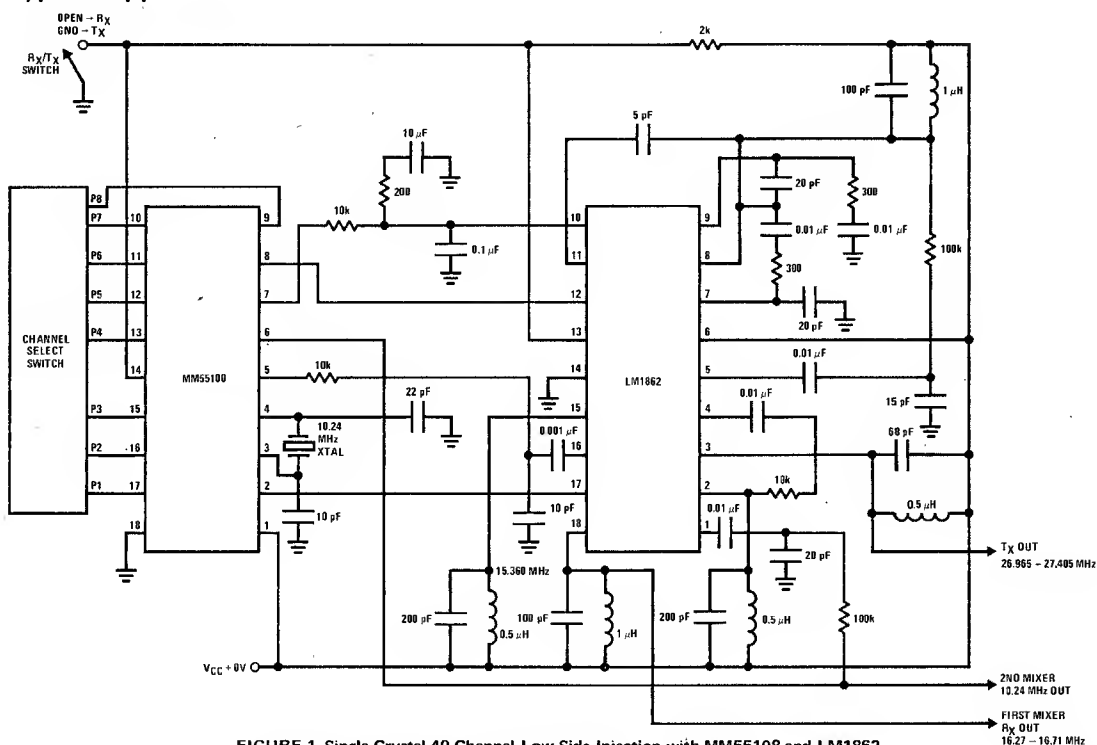 OPEN → RX
GNO → TX
RX/TX
SWITCH
2k
100 pF
1 µH
5 pF
10 µF
200
10k
0.1 µF
20 pF
300
0.01 µF
0.01 µF
300
20 pF
100k
P8
P7
P6
P5
P4
P3
P2
P1
CHANNEL
SELECT
SWITCH
10
11
12
13
14
15
16
17
18
MM55100
9
8
7
6
5
4
3
2
1
10k
22 pF
10.24
MHz
XTAL
10 pF
0.001 µF
10 pF
10
11
12
13
14
15
16
17
18
LM1862
9
8
7
6
5
4
3
2
1
0.01 µF
0.01 µF
15 pF
68 pF
10k
0.5 µH
0.01 µF
20 pF
TX OUT
26.965 – 27.405 MHz
15.360 MHz
200 pF
0.5 µH
100 pF
1 µH
200 pF
0.5 µH
100k
VCC +8V
2NO MIXER
10.24 MHz OUT
FIRST MIXER
RX OUT
16.27 – 16.71 MHz
FIGURE 1. Single Crystal 40 Channel Low Side Injection with MM55108 and LM1862